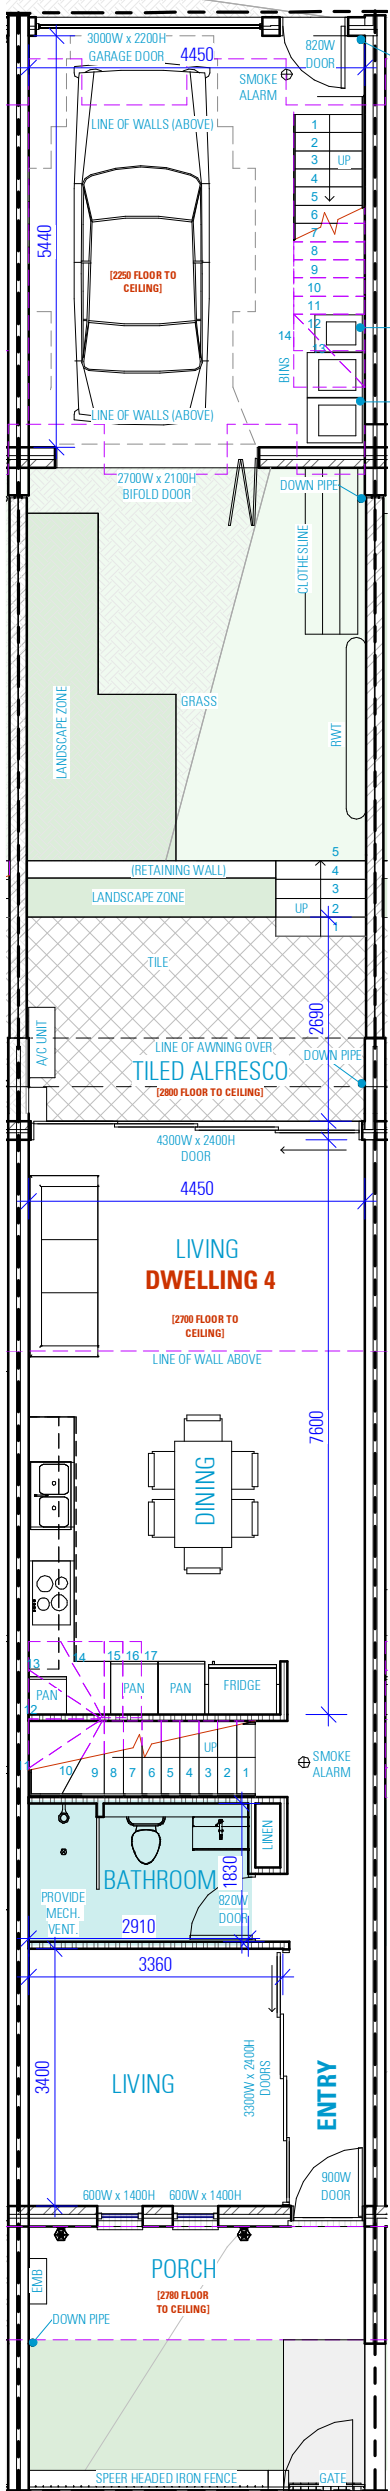 3000W x 2200H
GARAGE DOOR
4450
820W
DOOR
SMOKE
ALARM
LINE OF WALLS (ABOVE)
1
2
3
UP
4
5
6
7
8
9
10
11
12
13
14
5440
[2250 FLOOR TO
CEILING]
BINS
LINE OF WALLS (ABOVE)
2700W x 2100H
BIFOLD DOOR
DOWN PIPE
CLOTHESLINE
LANDSCAPE ZONE
GRASS
RWT
(RETAINING WALL)
5
4
3
LANDSCAPE ZONE
UP
2
1
TILE
2690
A/C UNIT
LINE OF AWNING OVER
DOWN PIPE
TILED ALFRESCO
[2800 FLOOR TO CEILING]
4300W x 2400H
DOOR
4450
LIVING
DWELLING 4
[2700 FLOOR TO
CEILING]
LINE OF WALL ABOVE
7600
DINING
13
14
15
16
17
PAN
PAN
PAN
FRIDGE
12
11
UP
10
9
8
7
6
5
4
3
2
1
SMOKE
ALARM
LINEN
BATHROOM
1830
PROVIDE
MECH.
VENT.
2910
820W
DOOR
3360
3400
LIVING
3300W x 2400H
DOORS
ENTRY
900W
DOOR
600W x 1400H
600W x 1400H
PORCH
EMB
[2780 FLOOR
TO CEILING]
DOWN PIPE
SPEER HEADED IRON FENCE
GATE